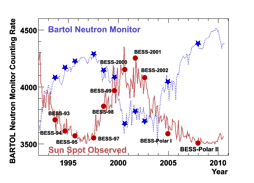 Bartol Neutron Monitor
BARTOL Neutron Monitor Counting Rate
4500
4000
3500
BESS-2001
BESS-2000
BESS-2002
BESS-99
BESS-98
BESS-93
BESS-94
BESS-95
BESS-97
BESS-Polar I
BESS-Polar II
Sun Spot Observed
1995
2000
2005
2010
Year